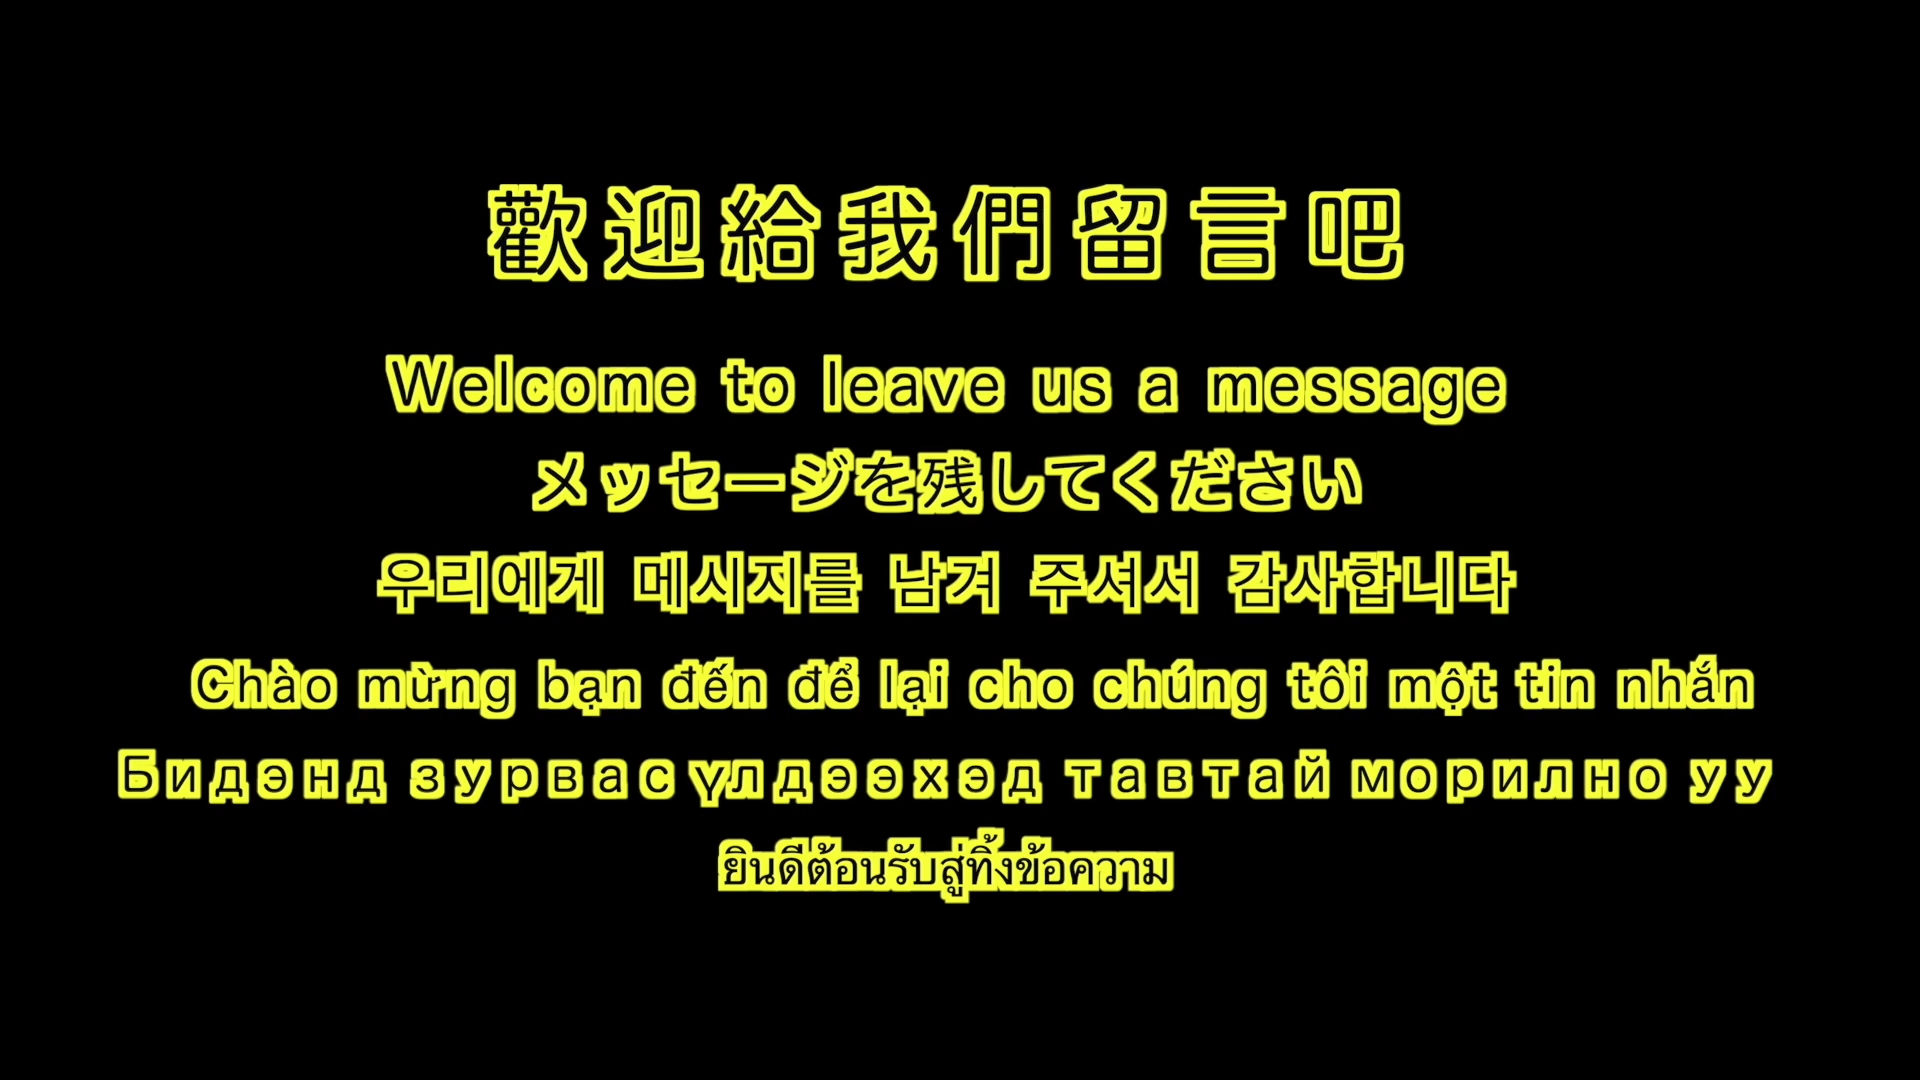 歡迎給我們留言吧
Welcome to leave us a message
メッセージを残してください
우리에게 메시지를 남겨 주셔서 감사합니다
Chào mừng bạn đến để lại cho chúng tôi một tin nhắn
Бидэнд зурвас үлдээхэд тавтай морилно уу
ยินดีต้อนรับสู่ทิ้งข้อความ